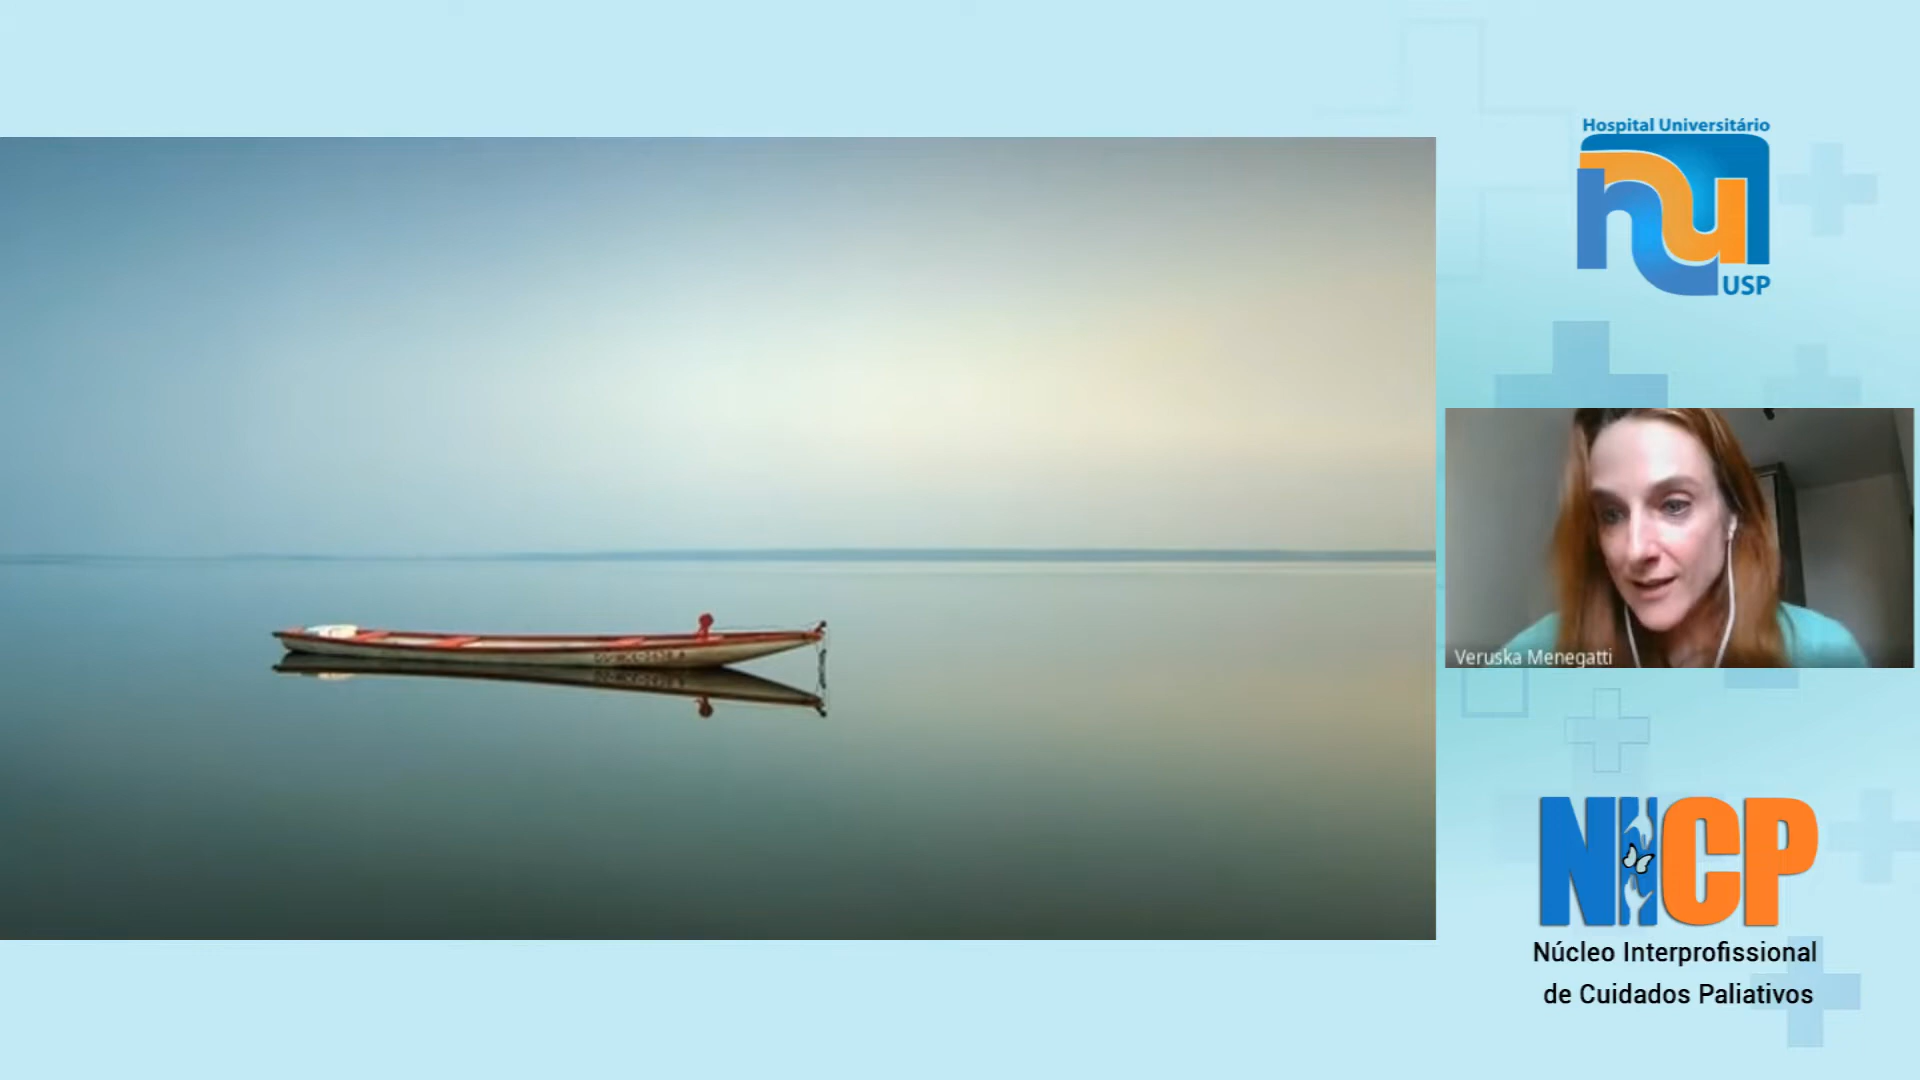 Hospital Universitário
hu
USP
Veruska Menegatti
NICP
Núcleo Interprofissional
de Cuidados Paliativos